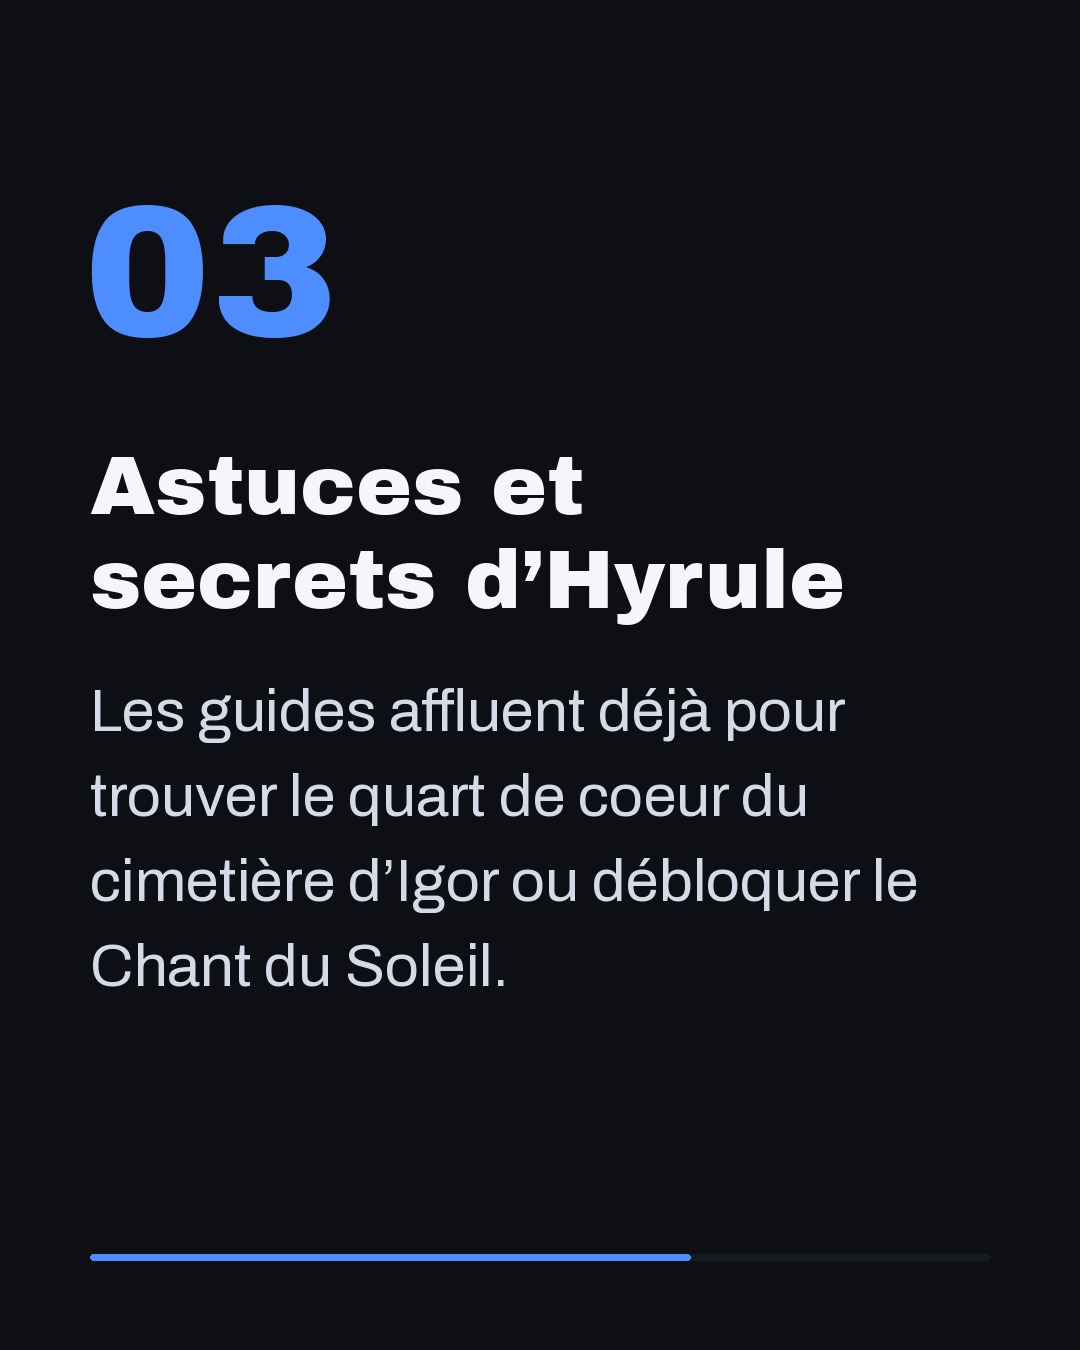 03
Astuces et
secrets d’Hyrule
Les guides affluent déjà pour
trouver le quart de coeur du
cimetière d’Igor ou débloquer le
Chant du Soleil.